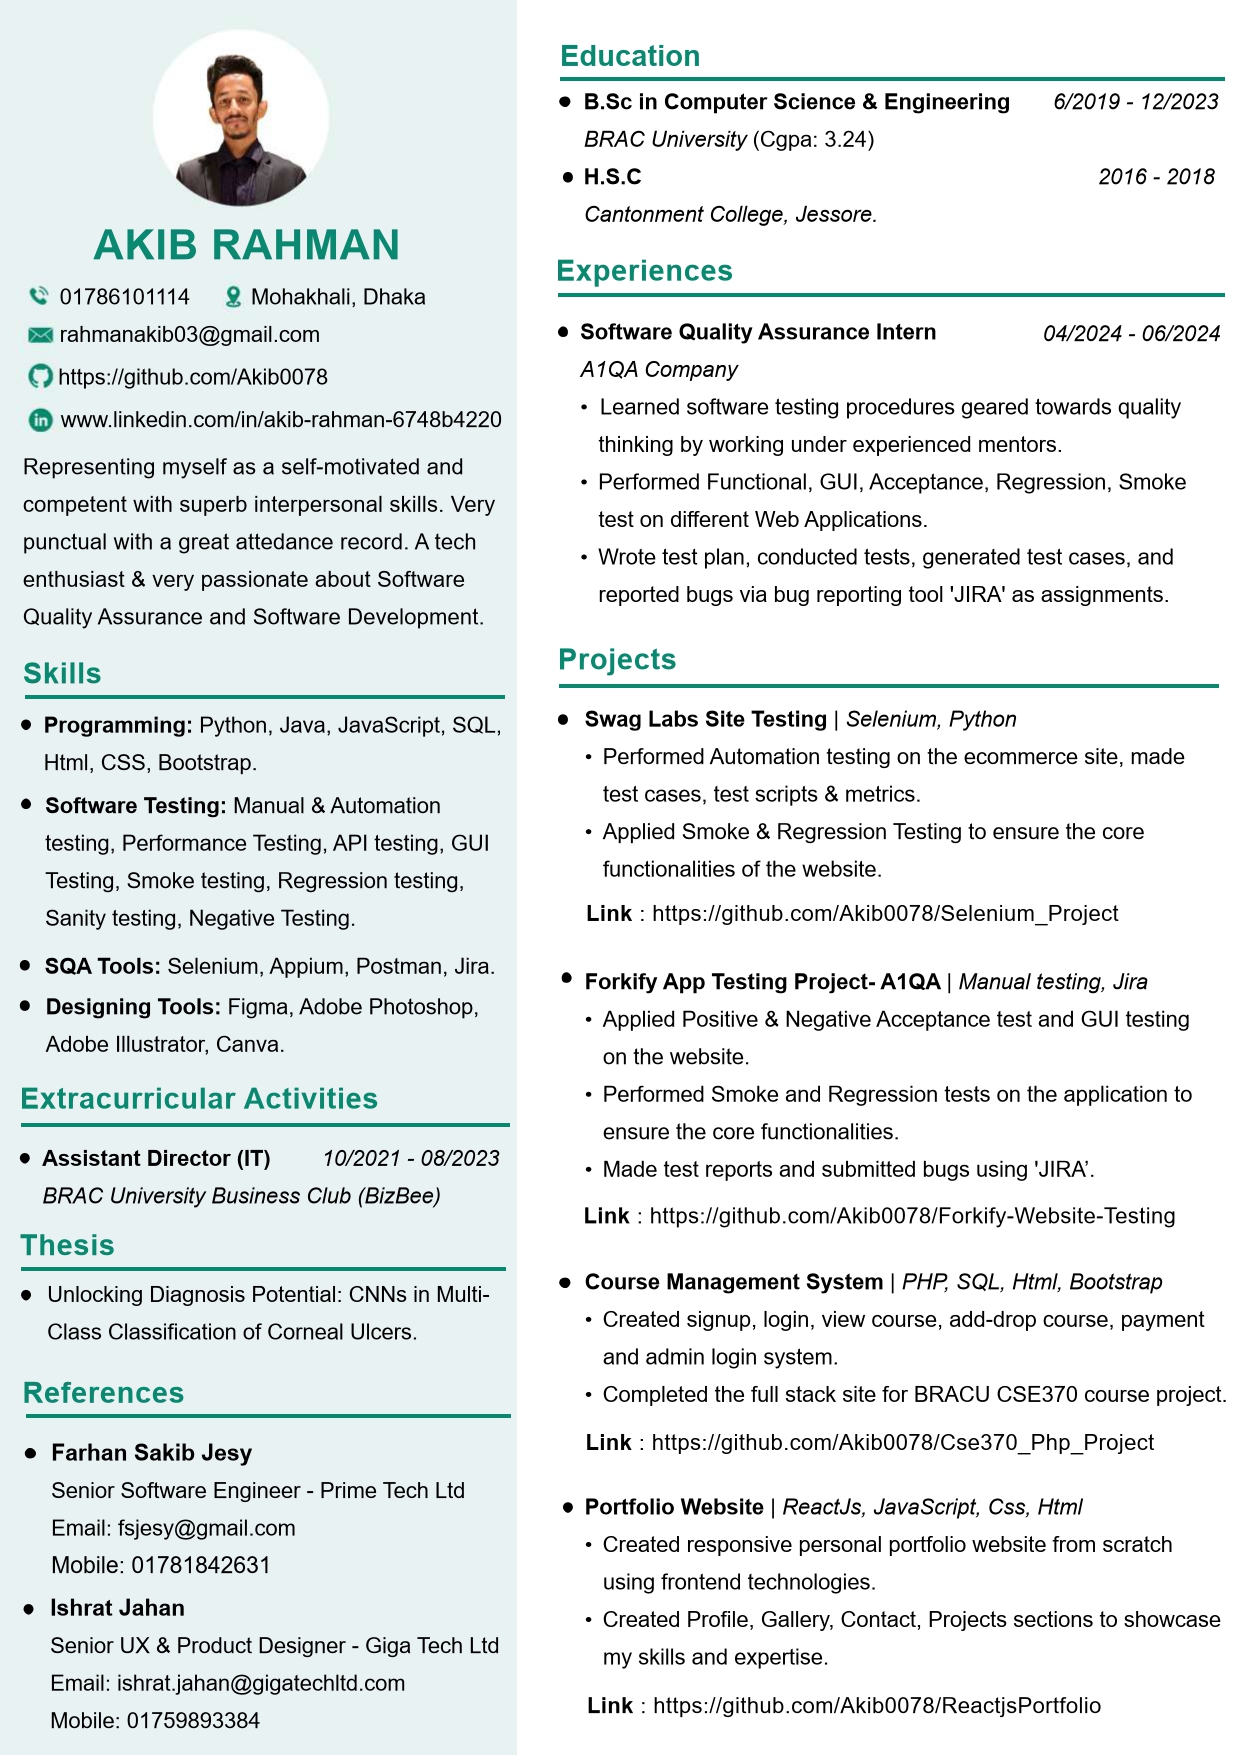 AKIB RAHMAN
01786101114 Mohakhali, Dhaka
rahmanakib03@gmail.com
https://github.com/Akib0078
www.linkedin.com/in/akib-rahman-6748b4220
Representing myself as a self-motivated and
competent with superb interpersonal skills. Very
punctual with a great attedance record. A tech
enthusiast & very passionate about Software
Quality Assurance and Software Development.
Skills
• Programming: Python, Java, JavaScript, SQL,
Html, CSS, Bootstrap.
• Software Testing: Manual & Automation
testing, Performance Testing, API testing, GUI
Testing, Smoke testing, Regression testing,
Sanity testing, Negative Testing.
• SQA Tools: Selenium, Appium, Postman, Jira.
• Designing Tools: Figma, Adobe Photoshop,
Adobe Illustrator, Canva.
Extracurricular Activities
• Assistant Director (IT) 10/2021 - 08/2023
BRAC University Business Club (BizBee)
Thesis
• Unlocking Diagnosis Potential: CNNs in Multi-
Class Classification of Corneal Ulcers.
References
• Farhan Sakib Jesy
Senior Software Engineer - Prime Tech Ltd
Email: fsjesy@gmail.com
Mobile: 01781842631
• Ishrat Jahan
Senior UX & Product Designer - Giga Tech Ltd
Email: ishrat.jahan@gigatechltd.com
Mobile: 01759893384
Education
• B.Sc in Computer Science & Engineering 6/2019 - 12/2023
BRAC University (Cgpa: 3.24)
• H.S.C 2016 - 2018
Cantonment College, Jessore.
Experiences
• Software Quality Assurance Intern 04/2024 - 06/2024
A1QA Company
• Learned software testing procedures geared towards quality
thinking by working under experienced mentors.
• Performed Functional, GUI, Acceptance, Regression, Smoke
test on different Web Applications.
• Wrote test plan, conducted tests, generated test cases, and
reported bugs via bug reporting tool 'JIRA' as assignments.
Projects
• Swag Labs Site Testing | Selenium, Python
• Performed Automation testing on the ecommerce site, made
test cases, test scripts & metrics.
• Applied Smoke & Regression Testing to ensure the core
functionalities of the website.
Link : https://github.com/Akib0078/Selenium_Project
• Forkify App Testing Project- A1QA | Manual testing, Jira
• Applied Positive & Negative Acceptance test and GUI testing
on the website.
• Performed Smoke and Regression tests on the application to
ensure the core functionalities.
• Made test reports and submitted bugs using 'JIRA’.
Link : https://github.com/Akib0078/Forkify-Website-Testing
• Course Management System | PHP, SQL, Html, Bootstrap
• Created signup, login, view course, add-drop course, payment
and admin login system.
• Completed the full stack site for BRACU CSE370 course project.
Link : https://github.com/Akib0078/Cse370_Php_Project
• Portfolio Website | ReactJs, JavaScript, Css, Html
• Created responsive personal portfolio website from scratch
using frontend technologies.
• Created Profile, Gallery, Contact, Projects sections to showcase
my skills and expertise.
Link : https://github.com/Akib0078/ReactjsPortfolio